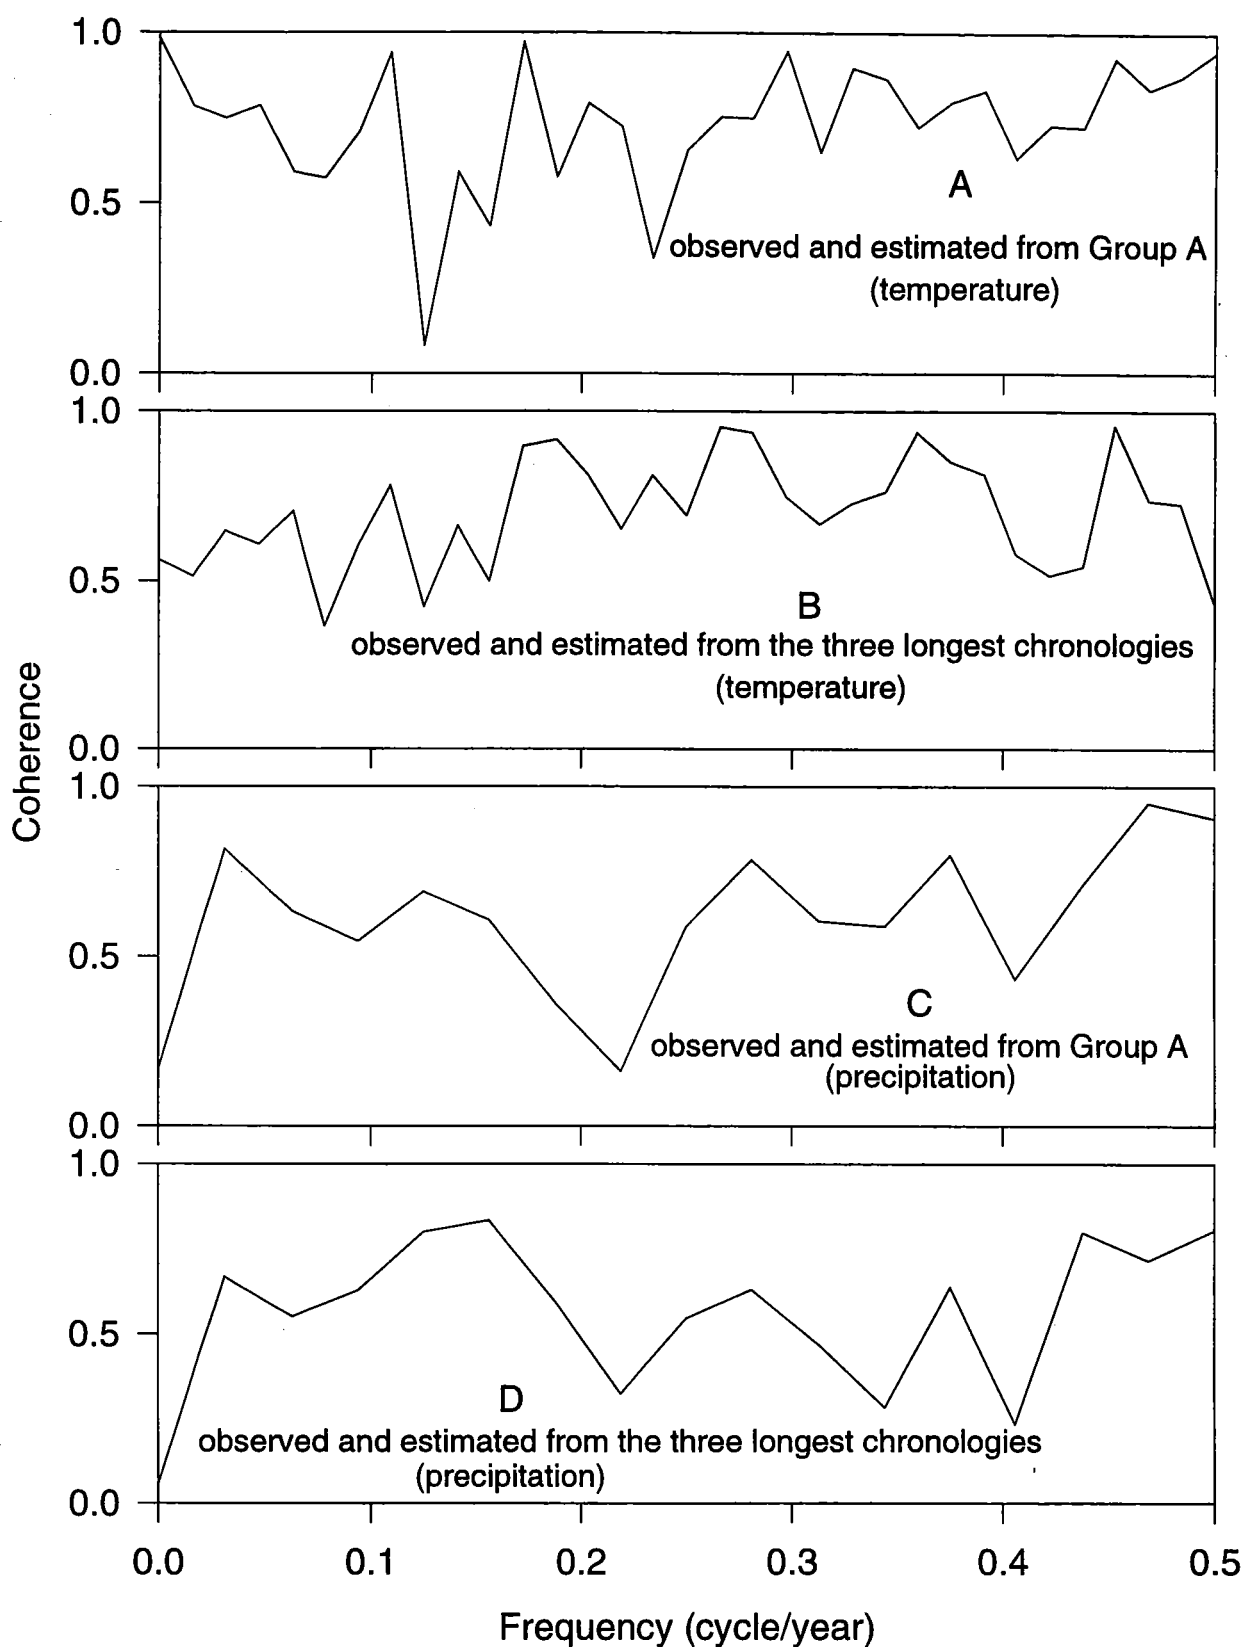 1.0
0.5
0.0
A
observed and estimated from Group A
(temperature)
1.0
0.5
0.0
B
observed and estimated from the three longest chronologies
(temperature)
Coherence
1.0
0.5
0.0
C
observed and estimated from Group A
(precipitation)
1.0
0.5
0.0
D
observed and estimated from the three longest chronologies
(precipitation)
0.0 0.1 0.2 0.3 0.4 0.5
Frequency (cycle/year)